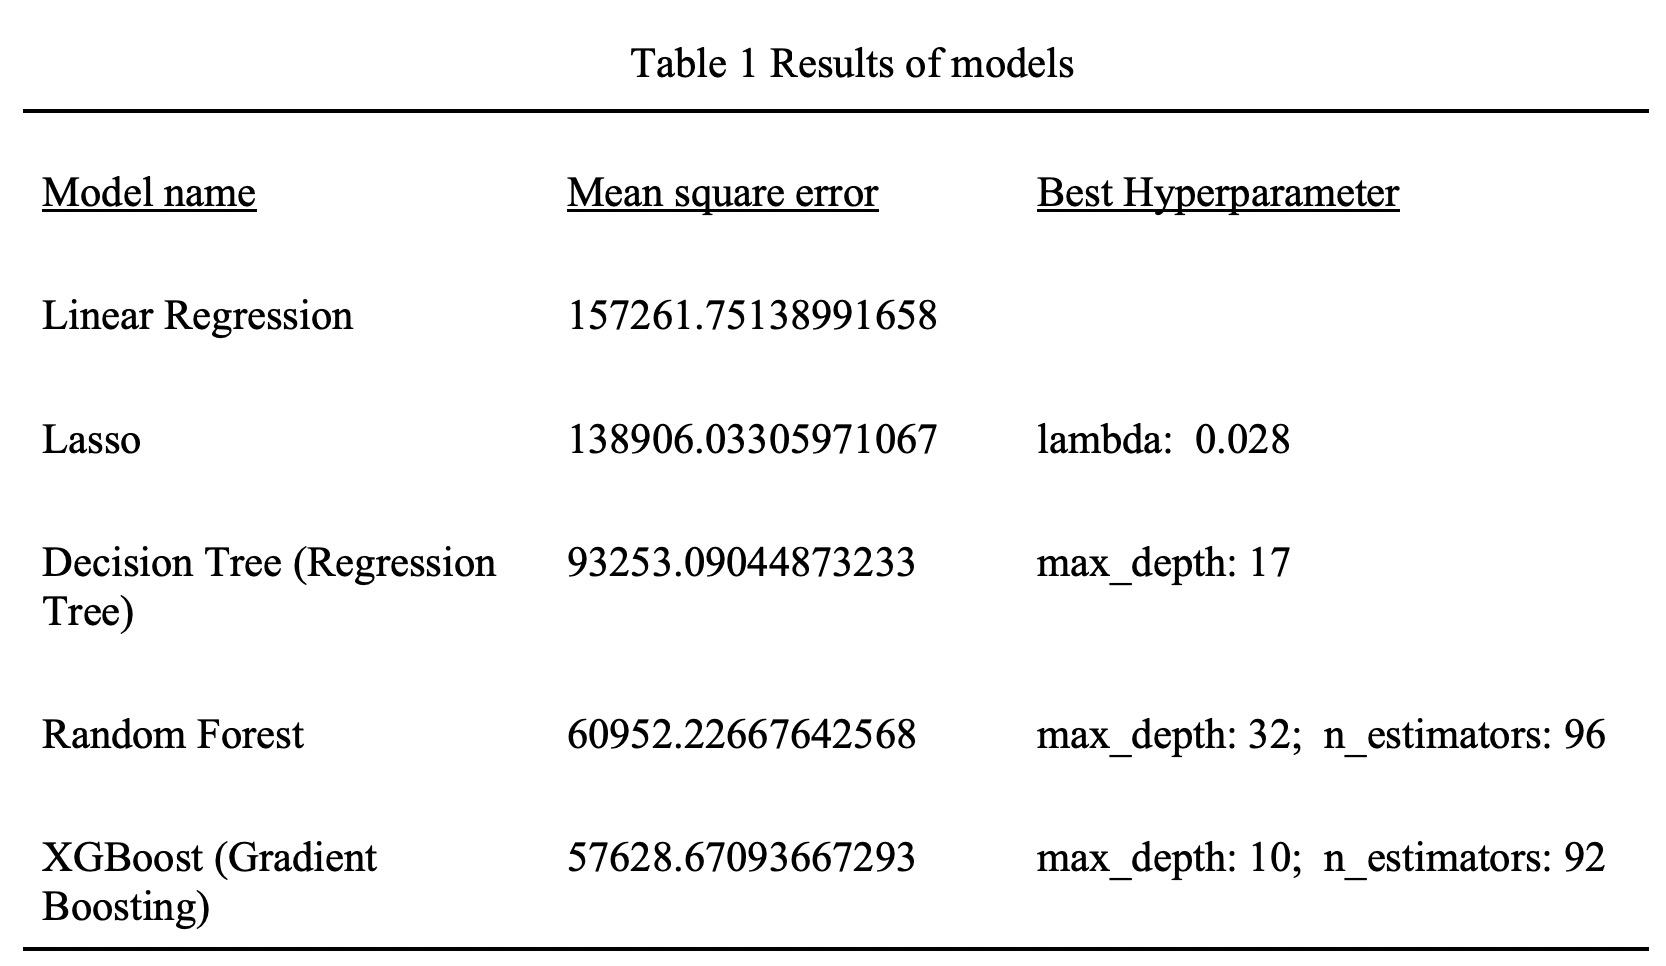 Table 1 Results of models
Model name Mean square error Best Hyperparameter
Linear Regression 157261.75138991658
Lasso 138906.03305971067 lambda: 0.028
Decision Tree (Regression 93253.09044873233 max_depth: 17
Tree)
Random Forest 60952.22667642568 max_depth: 32; n_estimators: 96
XGBoost (Gradient 57628.67093667293 max_depth: 10; n_estimators: 92
Boosting)